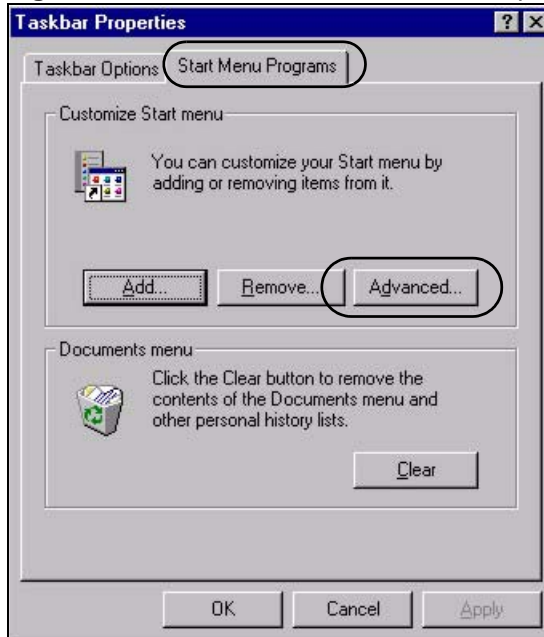 Taskbar Properties
Taskbar Options
Start Menu Programs
Customize Start menu
You can customize your Start menu by
adding or removing items from it.
Add...
Remove...
Advanced...
Documents menu
Click the Clear button to remove the
contents of the Documents menu and
other personal history lists.
Clear
OK
Cancel
Apply